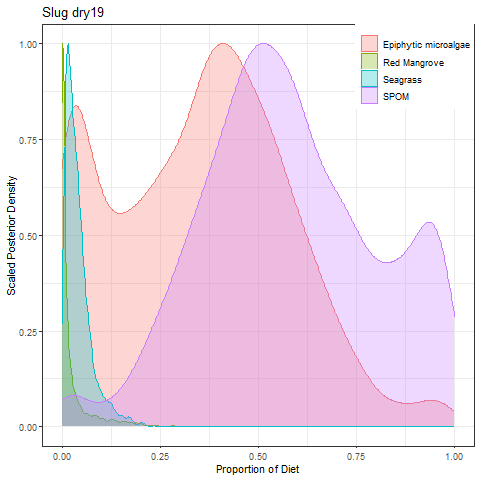 Slug dry19
Epiphytic microalgae
Red Mangrove
Seagrass
SPOM
Scaled Posterior Density
1.00
0.75
0.50
0.25
0.00
0.00 0.25 0.50 0.75 1.00
Proportion of Diet